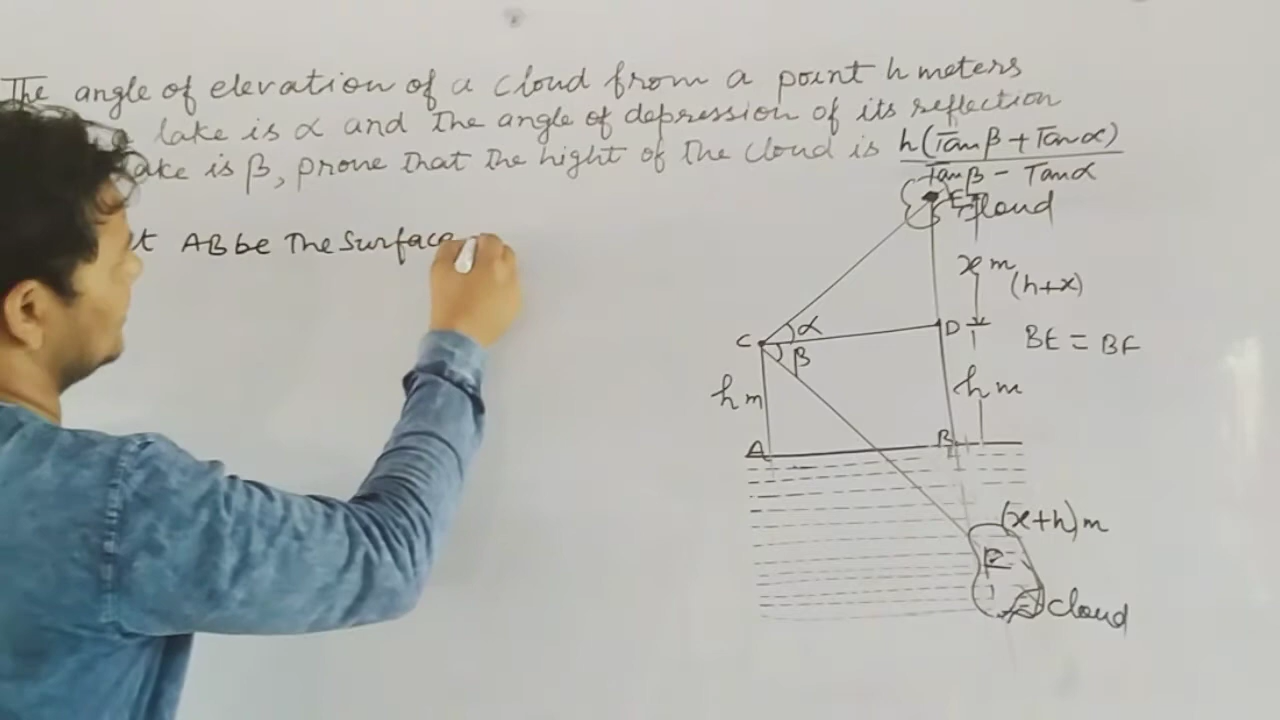 The angle of elevation of a cloud from a point h meters
a lake is α and The angle of depression of its reflection
ake is β, prove that The hight of The cloud is h(Tanβ + Tanα) / Tanβ - Tanα
t AB be The Surface
E
cloud
x m
(h+x)
C
α
D
BE = BF
β
h m
h m
A
B
(x+h) m
F
cloud